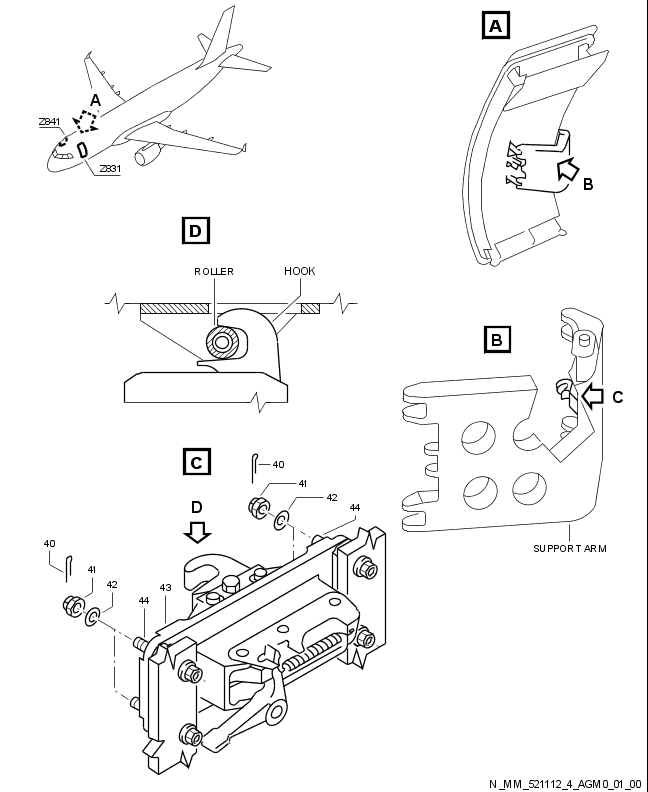 A
A
Z841
B
Z831
D
ROLLER
HOOK
B
C
C
40
41
42
D
44
SUPPORT ARM
40
41
42
43
44
N_MM_521112_4_AGM0_01_00